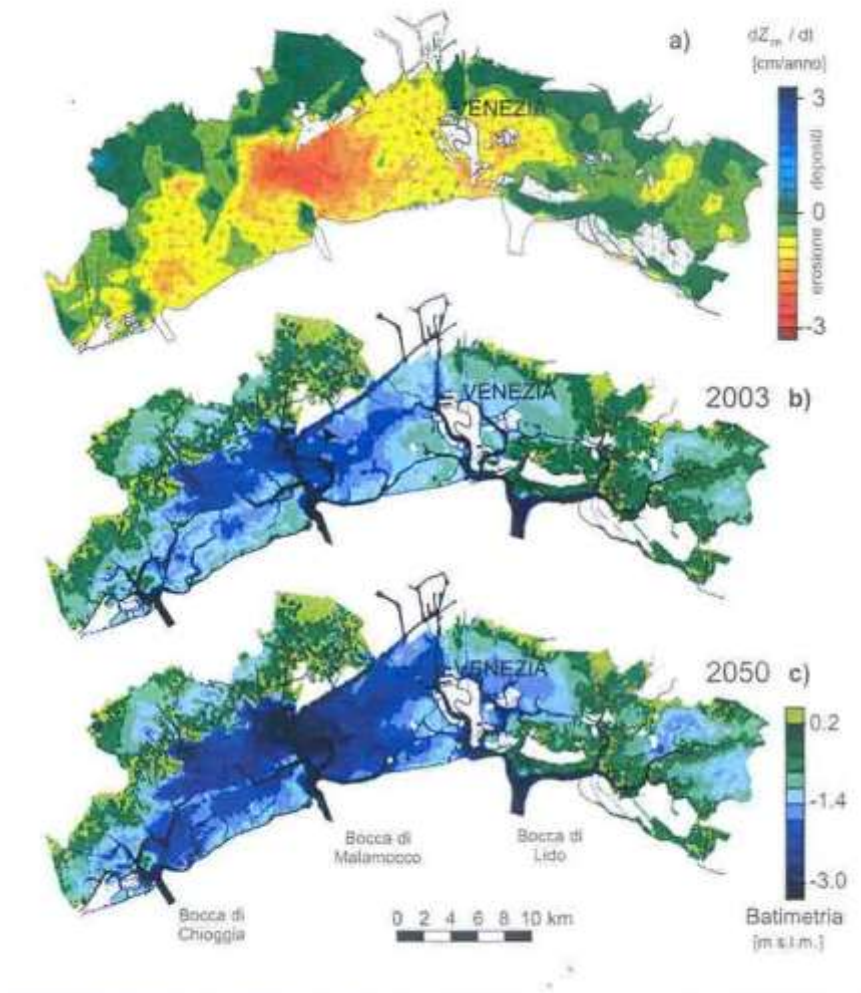 a)
dZm / dt
[cm/anno]
3
depositi
0
erosione
-3
VENEZIA
VENEZIA
2003 b)
VENEZIA
2050 c)
0.2
-1.4
-3.0
Batimetria
[m s.l.m.]
Bocca di
Malamocco
Bocca di
Lido
Bocca di
Chioggia
0 2 4 6 8 10 km